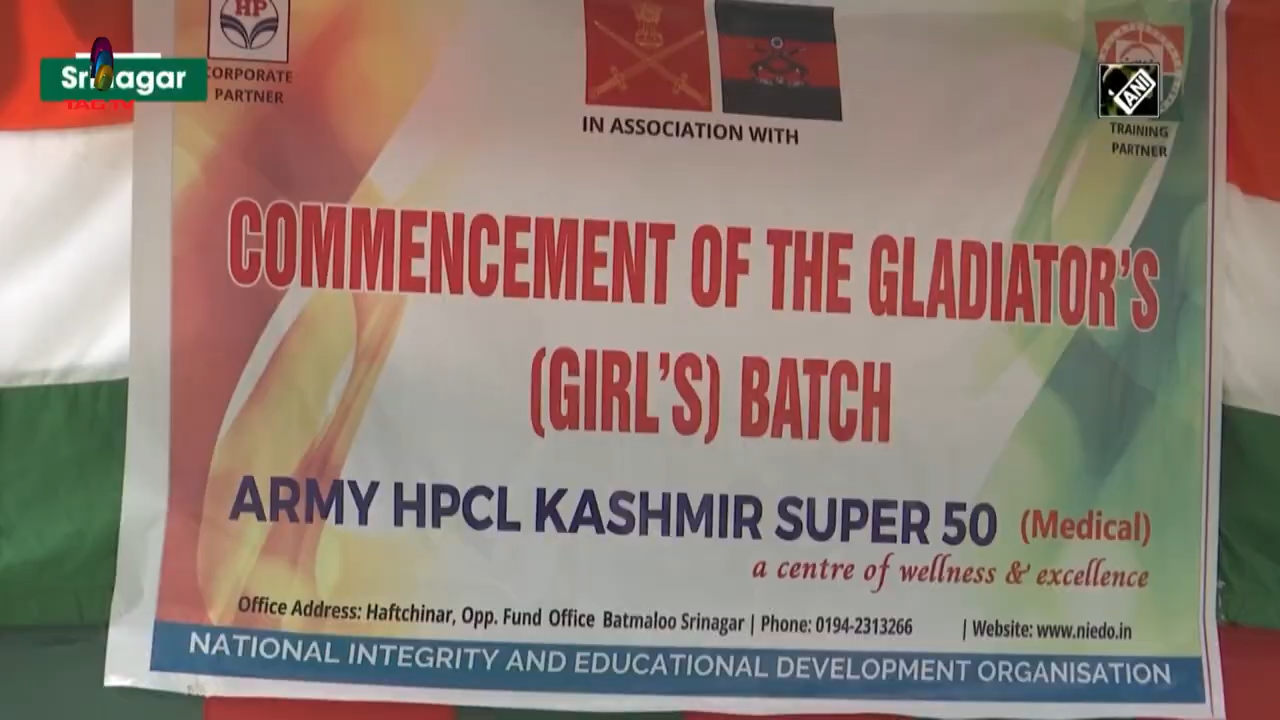 HP
Srinagar
TAG TV
CORPORATE
PARTNER
IN ASSOCIATION WITH
ANI
TRAINING
PARTNER
COMMENCEMENT OF THE GLADIATOR'S
(GIRL'S) BATCH
ARMY HPCL KASHMIR SUPER 50 (Medical)
a centre of wellness & excellence
Office Address: Haftchinar, Opp. Fund Office Batmaloo Srinagar | Phone: 0194-2313266 | Website: www.niedo.in
NATIONAL INTEGRITY AND EDUCATIONAL DEVELOPMENT ORGANISATION